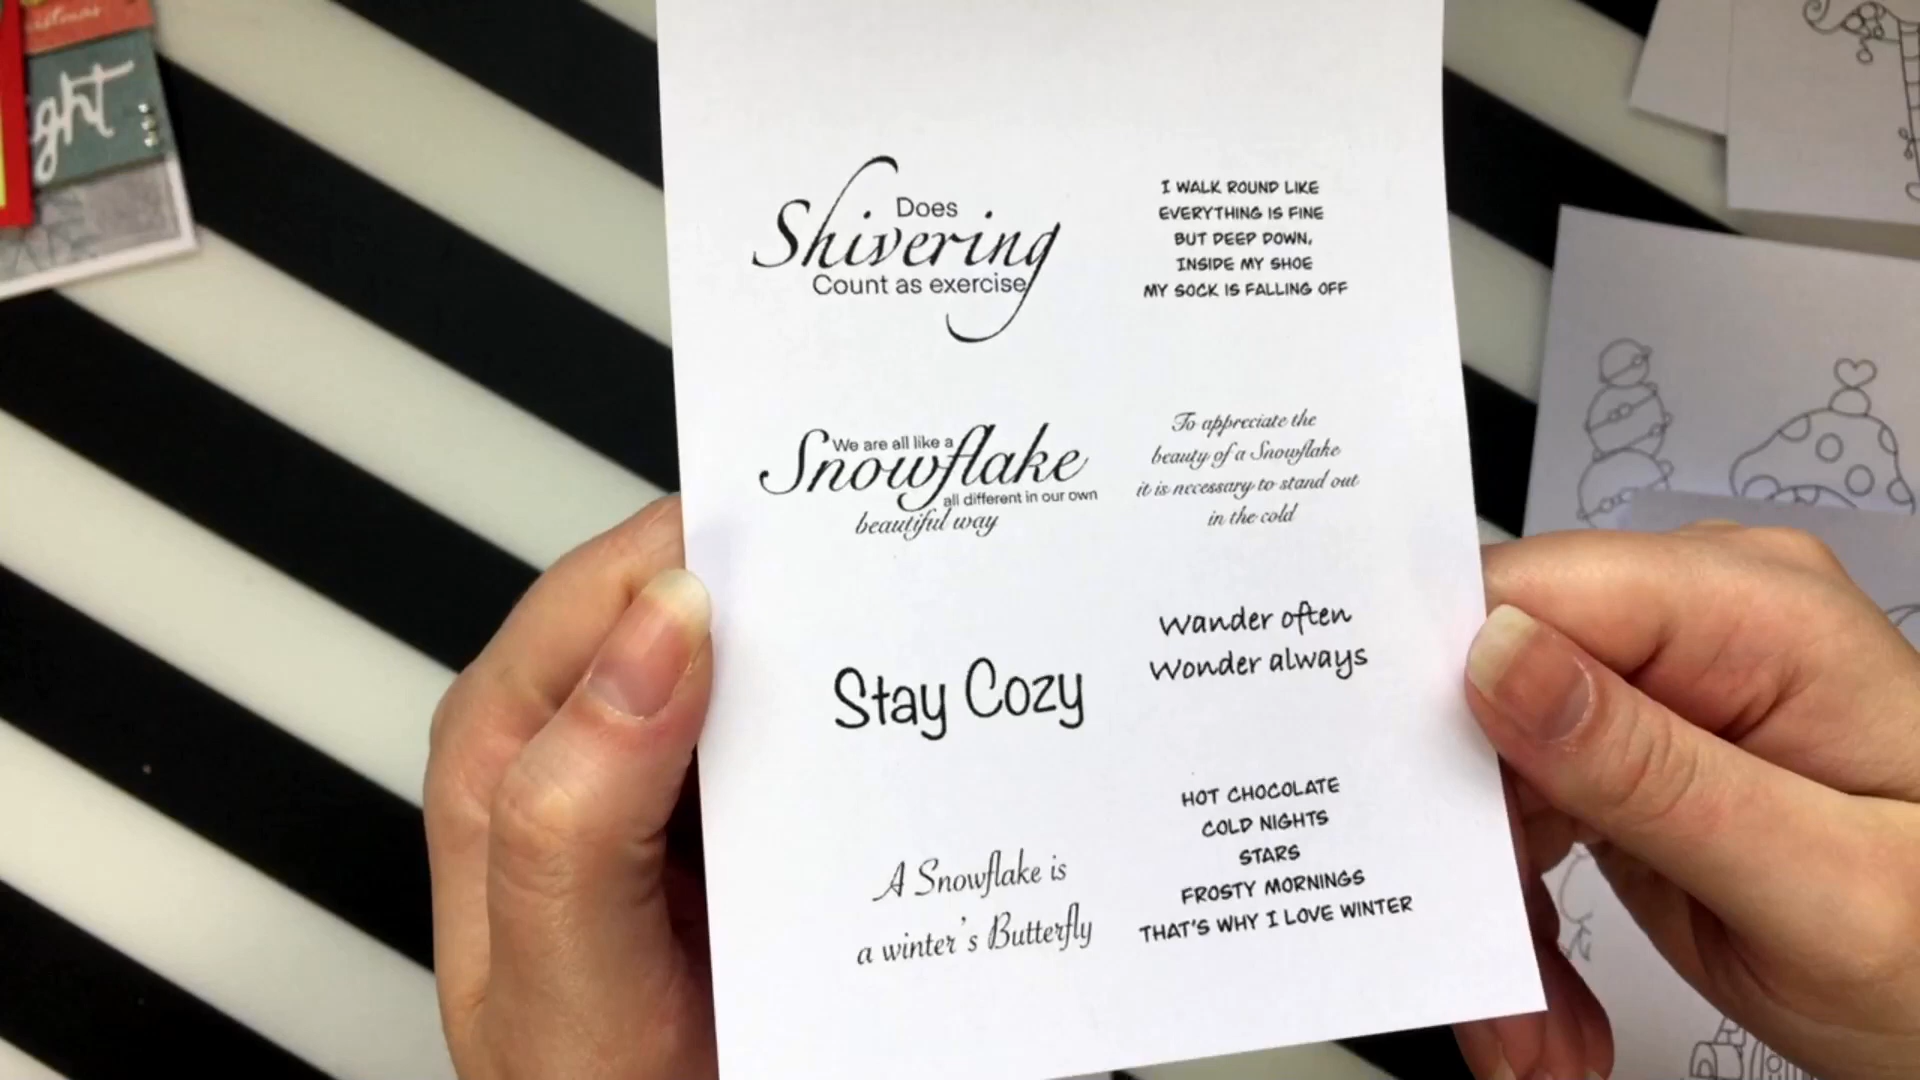 ght
Does
Shivering
Count as exercise
I WALK ROUND LIKE
EVERYTHING IS FINE
BUT DEEP DOWN,
INSIDE MY SHOE
MY SOCK IS FALLING OFF
We are all like a
Snowflake
all different in our own
beautiful way
To appreciate the
beauty of a Snowflake
it is necessary to stand out
in the cold
Stay Cozy
Wander often
Wonder always
A Snowflake is
a winter's Butterfly
HOT CHOCOLATE
COLD NIGHTS
STARS
FROSTY MORNINGS
THAT'S WHY I LOVE WINTER